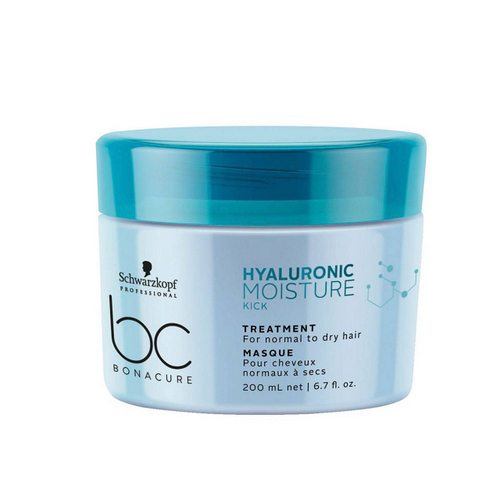 Schwarzkopf
PROFESSIONAL
bc
BONACURE
HYALURONIC
MOISTURE
KICK
TREATMENT
For normal to dry hair
MASQUE
Pour cheveux
normaux à secs
200 mL net | 6.7 fl. oz.